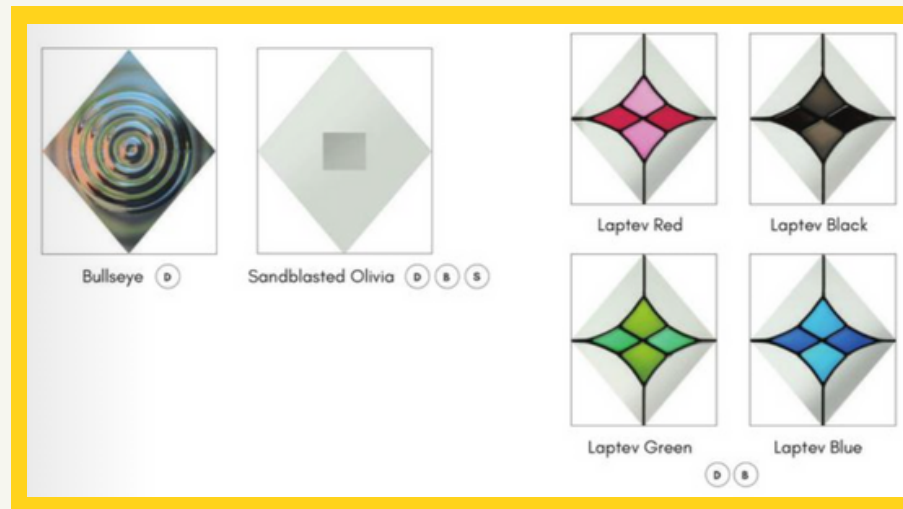 Laptev Red Laptev Black
Bullseye D Sandblasted Olivia D B S
Laptev Green Laptev Blue
D B